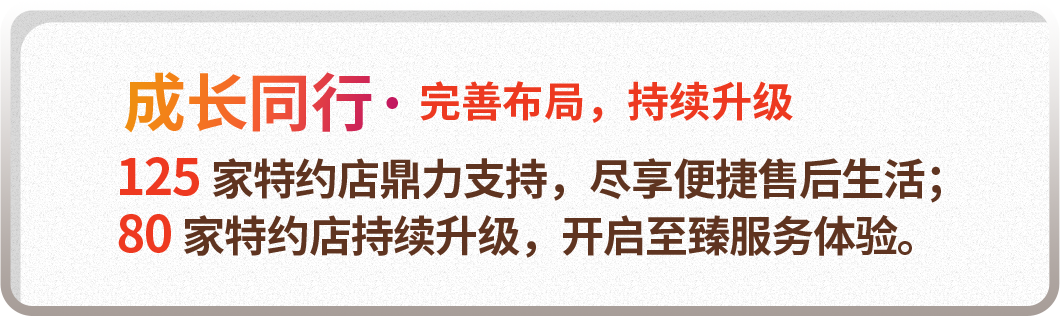 成长同行·完善布局，持续升级
125 家特约店鼎力支持，尽享便捷售后生活；
80 家特约店持续升级，开启至臻服务体验。